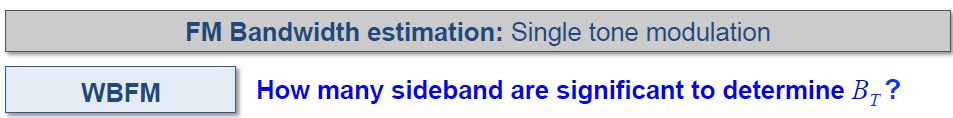 FM Bandwidth estimation: Single tone modulation
WBFM
How many sideband are significant to determine B_T ?